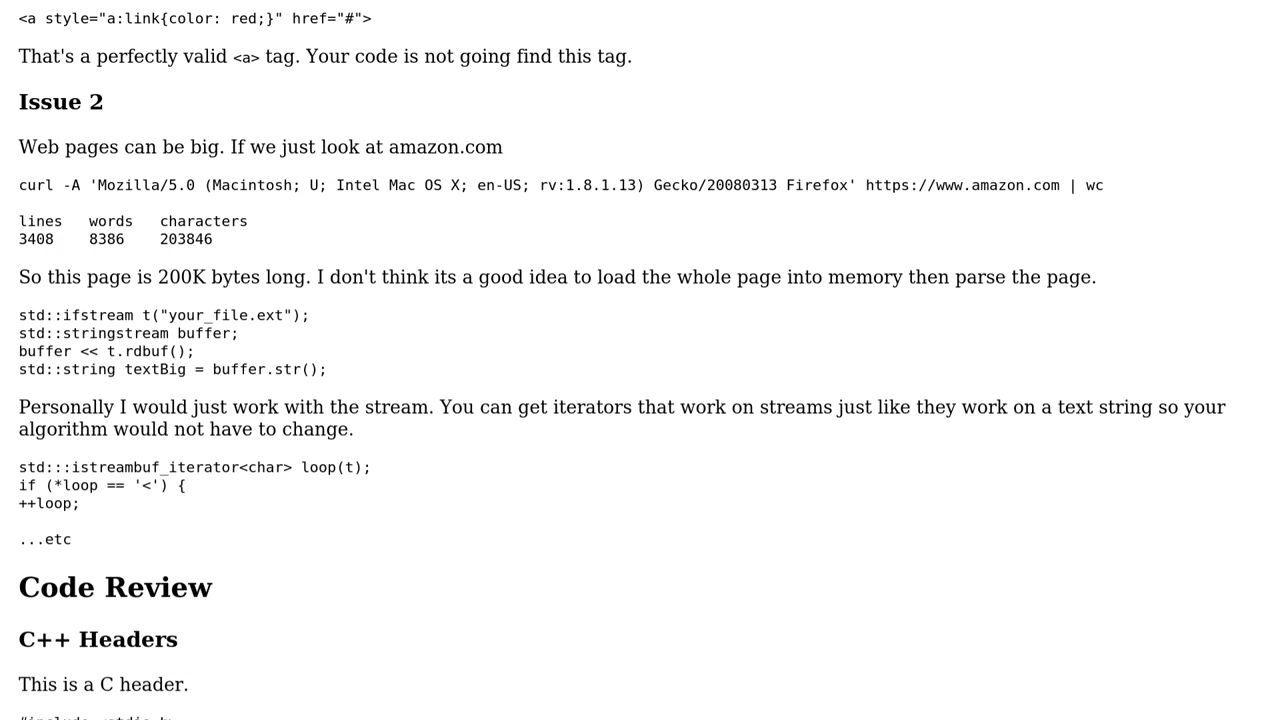 <a style="a:link{color: red;}" href="#">
That's a perfectly valid <a> tag. Your code is not going find this tag.
Issue 2
Web pages can be big. If we just look at amazon.com
curl -A 'Mozilla/5.0 (Macintosh; U; Intel Mac OS X; en-US; rv:1.8.1.13) Gecko/20080313 Firefox' https://www.amazon.com | wc
lines   words   characters
3408    8386    203846
So this page is 200K bytes long. I don't think its a good idea to load the whole page into memory then parse the page.
std::ifstream t("your_file.ext");
std::stringstream buffer;
buffer << t.rdbuf();
std::string textBig = buffer.str();
Personally I would just work with the stream. You can get iterators that work on streams just like they work on a text string so your
algorithm would not have to change.
std:::istreambuf_iterator<char> loop(t);
if (*loop == '<') {
++loop;
...etc
Code Review
C++ Headers
This is a C header.